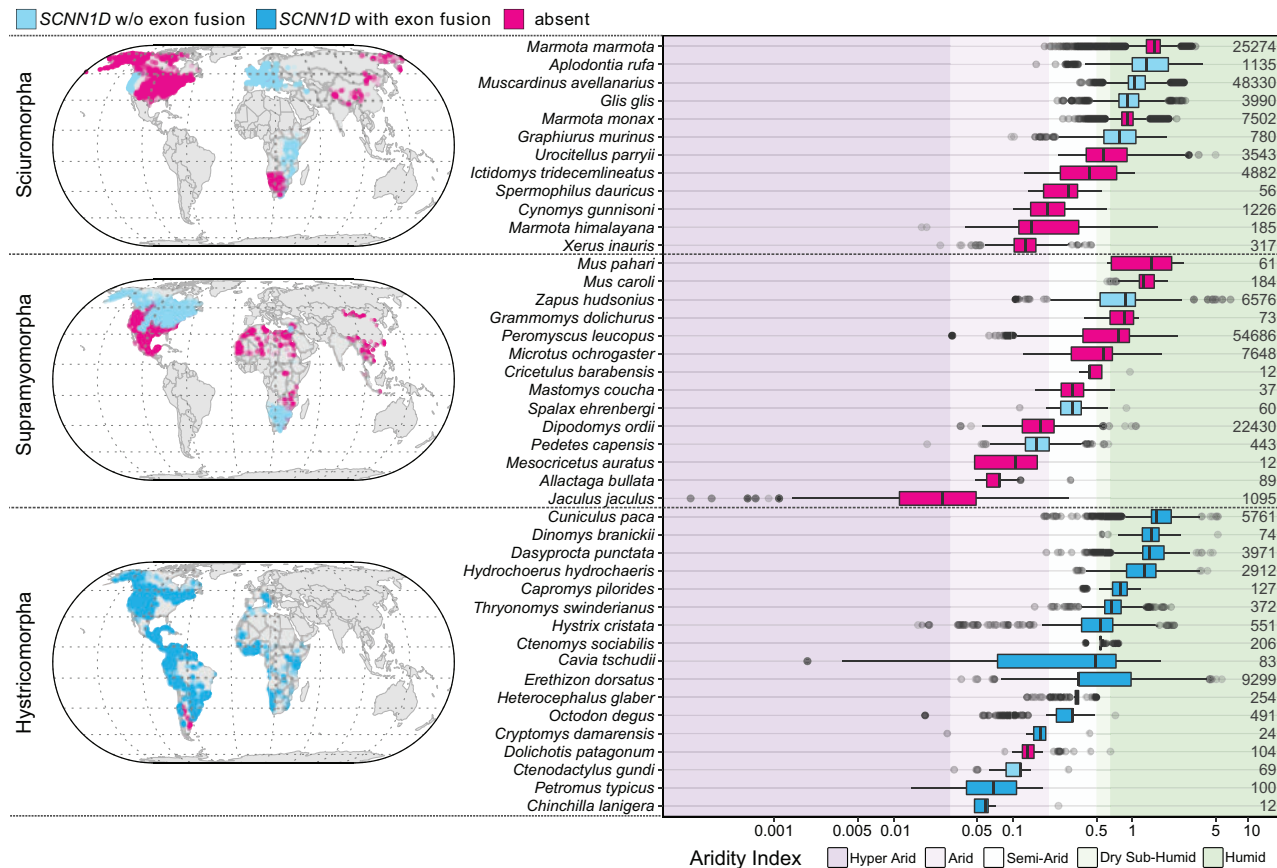 SCNN1D w/o exon fusion SCNN1D with exon fusion absent
Sciuromorpha
Marmota marmota 25274
Aplodontia rufa 1135
Muscardinus avellanarius 48330
Glis glis 3990
Marmota monax 7502
Graphiurus murinus 780
Urocitellus parryii 3543
Ictidomys tridecemlineatus 4882
Spermophilus dauricus 56
Cynomys gunnisoni 1226
Marmota himalayana 185
Xerus inauris 317
Supramyomorpha
Mus pahari 61
Mus caroli 184
Zapus hudsonius 6576
Grammomys dolichurus 73
Peromyscus leucopus 54686
Microtus ochrogaster 7648
Cricetulus barabensis 12
Mastomys coucha 37
Spalax ehrenbergi 60
Dipodomys ordii 22430
Pedetes capensis 443
Mesocricetus auratus 12
Allactaga bullata 89
Jaculus jaculus 1095
Hystricomorpha
Cuniculus paca 5761
Dinomys branickii 74
Dasyprocta punctata 3971
Hydrochoerus hydrochaeris 2912
Capromys pilorides 127
Thryonomys swinderianus 372
Hystrix cristata 551
Ctenomys sociabilis 206
Cavia tschudii 83
Erethizon dorsatus 9299
Heterocephalus glaber 254
Octodon degus 491
Cryptomys damarensis 24
Dolichotis patagonum 104
Ctenodactylus gundi 69
Petromus typicus 100
Chinchilla lanigera 12
0.001 0.005 0.01 0.05 0.1 0.5 1 5 10
Aridity Index Hyper Arid Arid Semi-Arid Dry Sub-Humid Humid